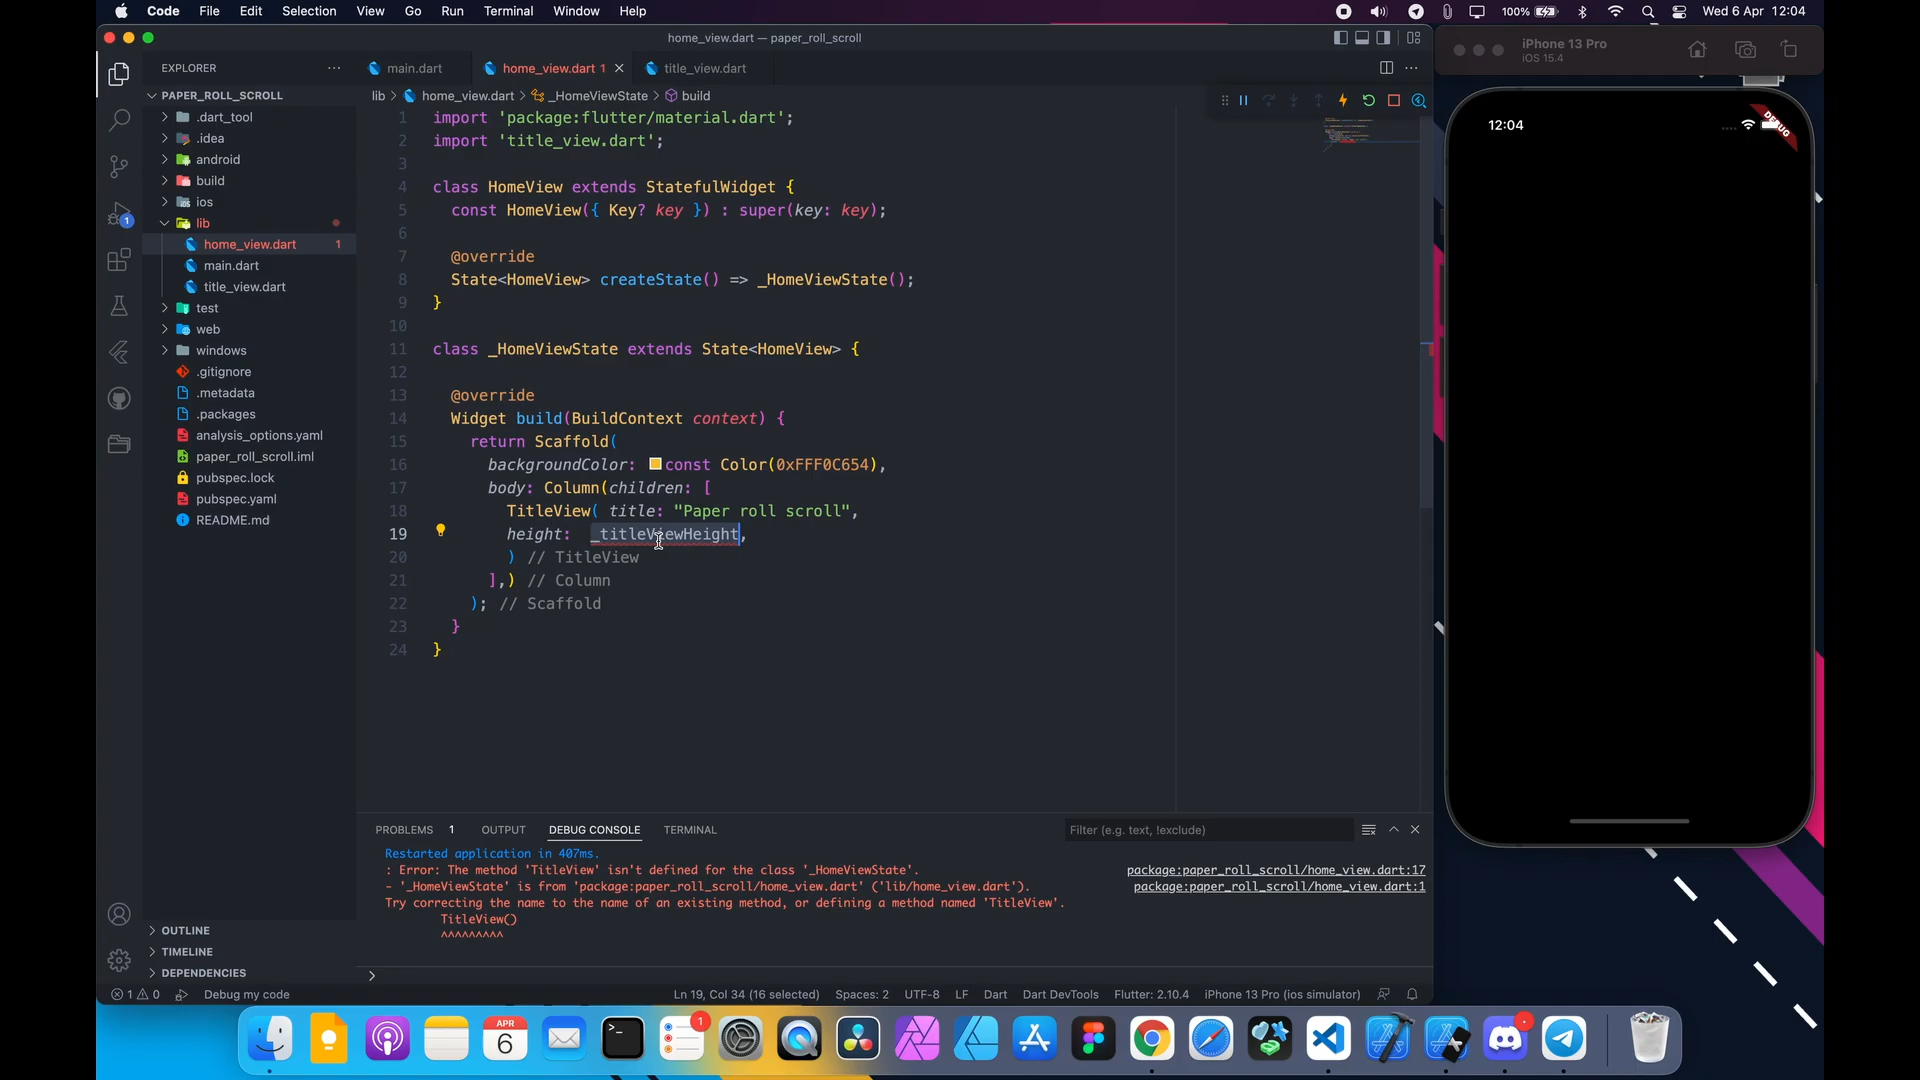 Code File Edit Selection View Go Run Terminal Window Help
100% Wed 6 Apr 12:04
home_view.dart — paper_roll_scroll
EXPLORER
main.dart
home_view.dart 1
title_view.dart
lib > home_view.dart > _HomeViewState > build
PAPER_ROLL_SCROLL
.dart_tool
.idea
android
build
ios
lib
home_view.dart 1
main.dart
title_view.dart
test
web
windows
.gitignore
.metadata
.packages
analysis_options.yaml
paper_roll_scroll.iml
pubspec.lock
pubspec.yaml
README.md
OUTLINE
TIMELINE
DEPENDENCIES
1
1 import 'package:flutter/material.dart';
2 import 'title_view.dart';
3
4 class HomeView extends StatefulWidget {
5 const HomeView({ Key? key }) : super(key: key);
6
7 @override
8 State<HomeView> createState() => _HomeViewState();
9 }
10
11 class _HomeViewState extends State<HomeView> {
12
13 @override
14 Widget build(BuildContext context) {
15 return Scaffold(
16 backgroundColor: const Color(0xFFF0C654),
17 body: Column(children: [
18 TitleView( title: "Paper roll scroll",
19 height: _titleViewHeight,
20 ) // TitleView
21 ],) // Column
22 ); // Scaffold
23 }
24 }
PROBLEMS 1 OUTPUT DEBUG CONSOLE TERMINAL
Filter (e.g. text, !exclude)
Restarted application in 407ms.
: Error: The method 'TitleView' isn't defined for the class '_HomeViewState'.
package:paper_roll_scroll/home_view.dart:17
- '_HomeViewState' is from 'package:paper_roll_scroll/home_view.dart' ('lib/home_view.dart').
package:paper_roll_scroll/home_view.dart:1
Try correcting the name to the name of an existing method, or defining a method named 'TitleView'.
TitleView()
^^^^^^^^^
1 0 Debug my code
Ln 19, Col 34 (16 selected) Spaces: 2 UTF-8 LF Dart Dart DevTools Flutter: 2.10.4 iPhone 13 Pro (ios simulator)
iPhone 13 Pro
iOS 15.4
12:04
DEBUG
APR
6
1